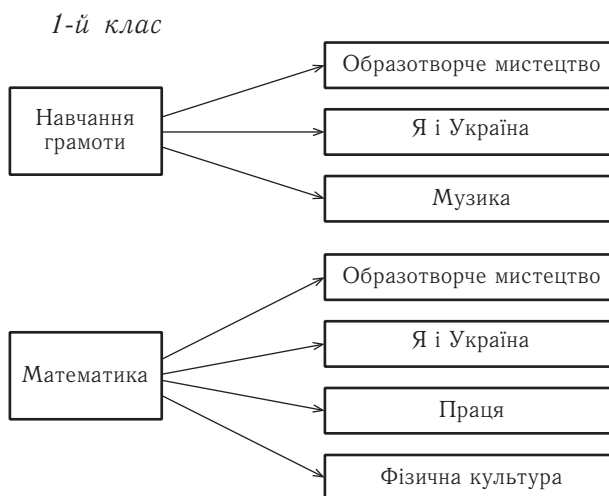 1-й клас
Образотворче мистецтво
Навчання
грамоти
Я і Україна
Музика
Образотворче мистецтво
Я і Україна
Математика
Праця
Фізична культура